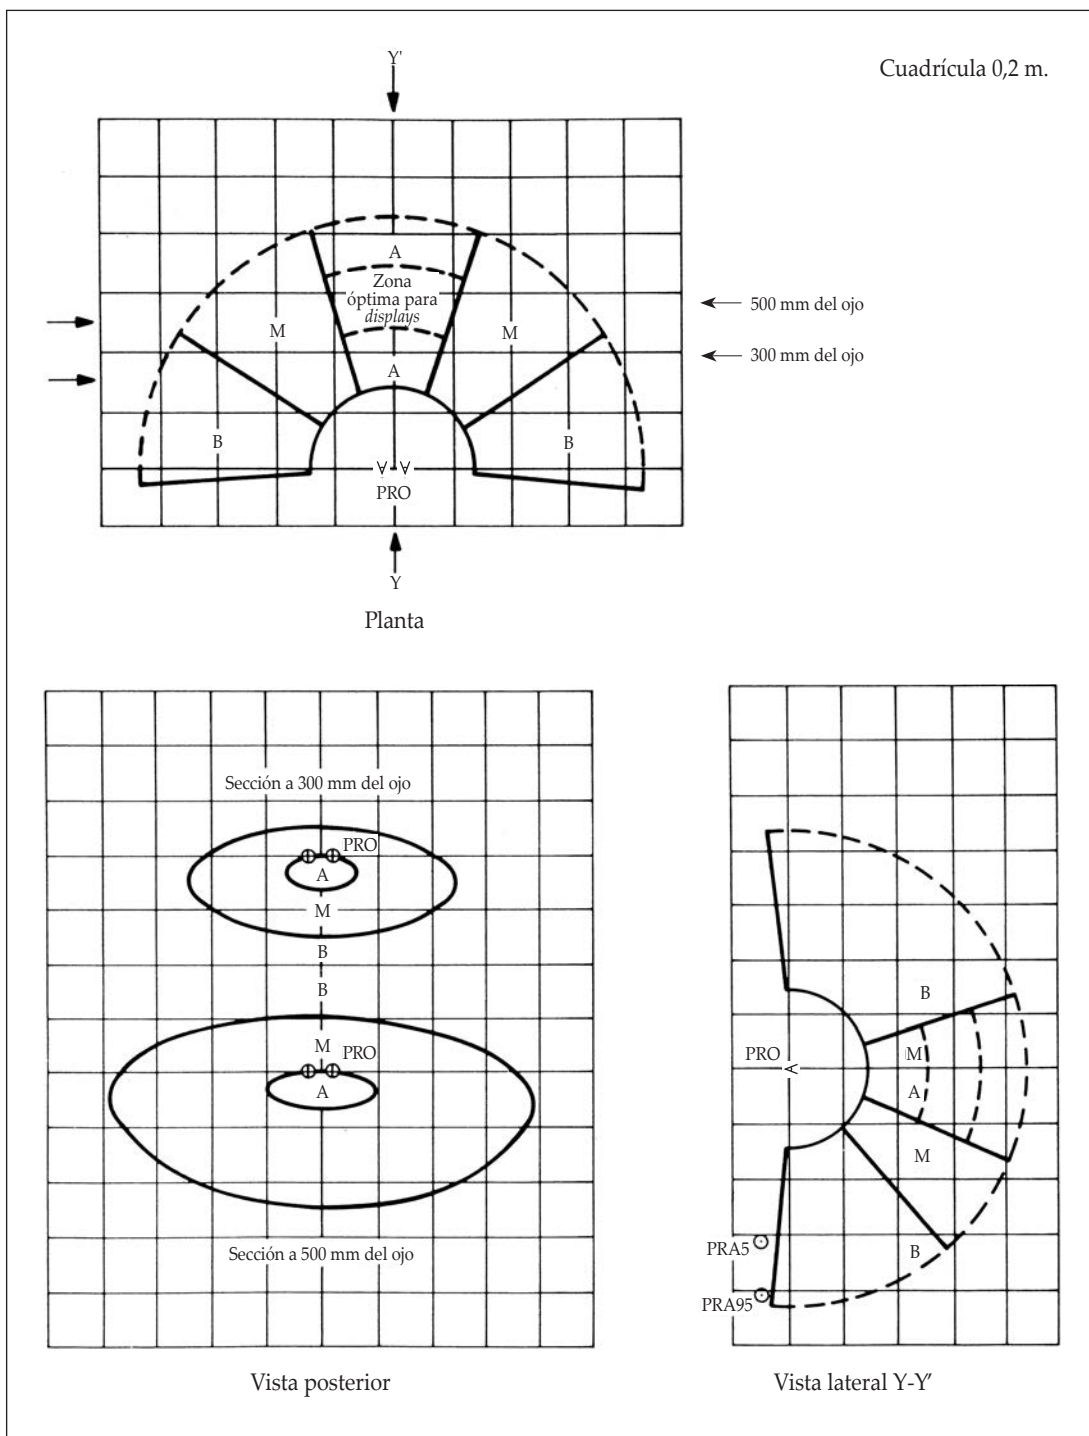 Cuadrícula 0,2 m.
Y'
A
Zona
óptima para
displays
M
M
A
B
B
PRO
Y
500 mm del ojo
300 mm del ojo
Planta
Sección a 300 mm del ojo
PRO
A
M
B
B
M
PRO
A
Sección a 500 mm del ojo
Vista posterior
B
PRO
M
A
M
PRA5
B
PRA95
Vista lateral Y-Y'